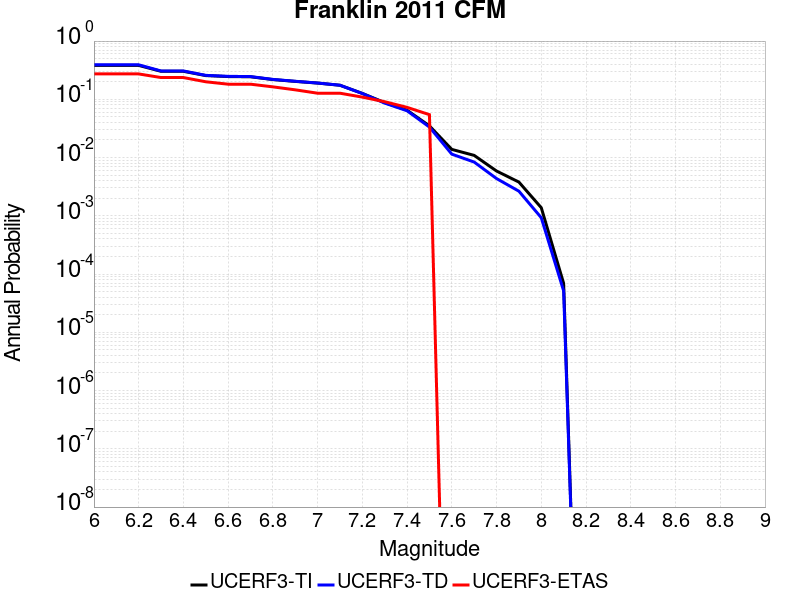 Franklin 2011 CFM
10^0
10^-1
10^-2
10^-3
10^-4
10^-5
10^-6
10^-7
10^-8
Annual Probability
6 6.2 6.4 6.6 6.8 7 7.2 7.4 7.6 7.8 8 8.2 8.4 8.6 8.8 9
Magnitude
UCERF3-TI UCERF3-TD UCERF3-ETAS